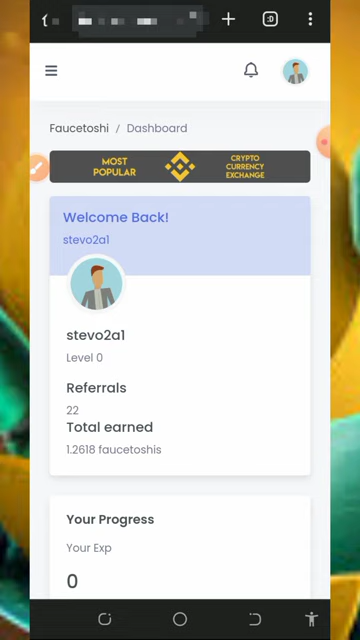 :D
Faucetoshi / Dashboard
MOST
POPULAR
CRYPTO
CURRENCY
EXCHANGE
Welcome Back!
stevo2a1
stevo2a1
Level 0
Referrals
22
Total earned
1.2618 faucetoshis
Your Progress
Your Exp
0